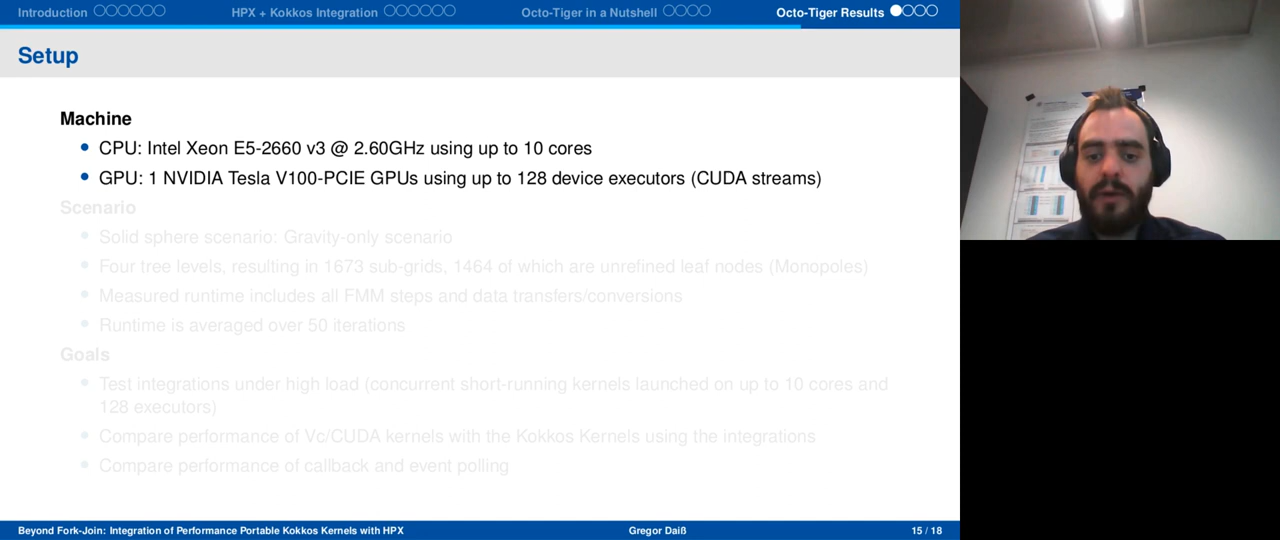 Introduction
HPX + Kokkos Integration
Octo-Tiger in a Nutshell
Octo-Tiger Results
Setup
Machine
CPU: Intel Xeon E5-2660 v3 @ 2.60GHz using up to 10 cores
GPU: 1 NVIDIA Tesla V100-PCIE GPUs using up to 128 device executors (CUDA streams)
Scenario
Solid sphere scenario: Gravity-only scenario
Four tree levels, resulting in 1673 sub-grids, 1464 of which are unrefined leaf nodes (Monopoles)
Measured runtime includes all FMM steps and data transfers/conversions
Runtime is averaged over 50 iterations
Goals
Test integrations under high load (concurrent short-running kernels launched on up to 10 cores and
128 executors)
Compare performance of Vc/CUDA kernels with the Kokkos Kernels using the integrations
Compare performance of callback and event polling
Beyond Fork-Join: Integration of Performance Portable Kokkos Kernels with HPX
Gregor Daiß
15 / 18